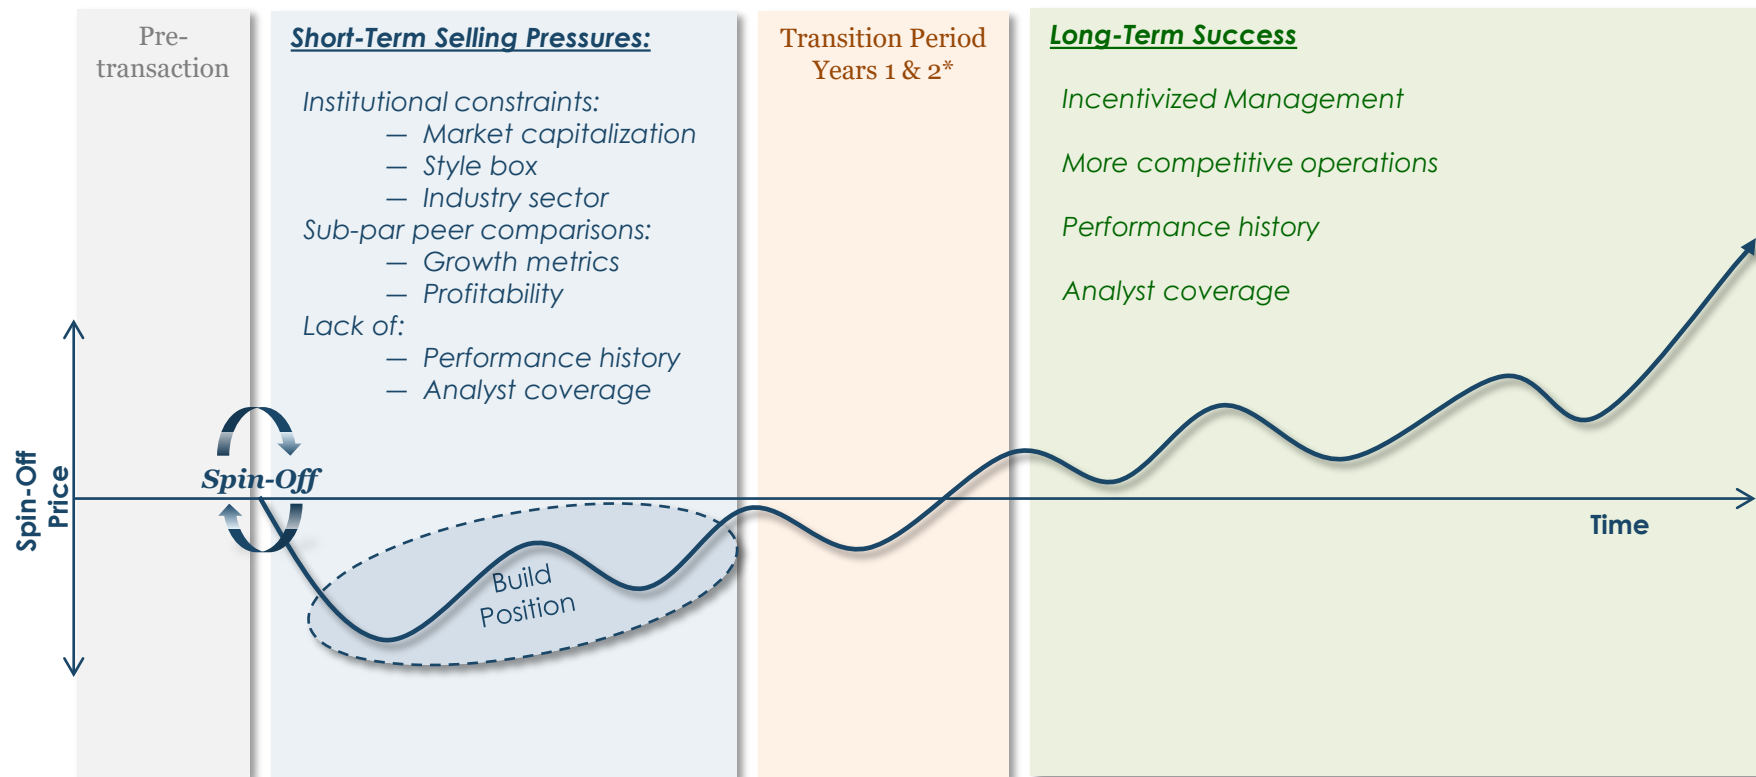 Pre-
transaction
Short-Term Selling Pressures:
Institutional constraints:
— Market capitalization
— Style box
— Industry sector
Sub-par peer comparisons:
— Growth metrics
— Profitability
Lack of:
— Performance history
— Analyst coverage
Transition Period
Years 1 & 2*
Long-Term Success
Incentivized Management
More competitive operations
Performance history
Analyst coverage
Spin-Off
Price
Spin-Off
Build
Position
Time